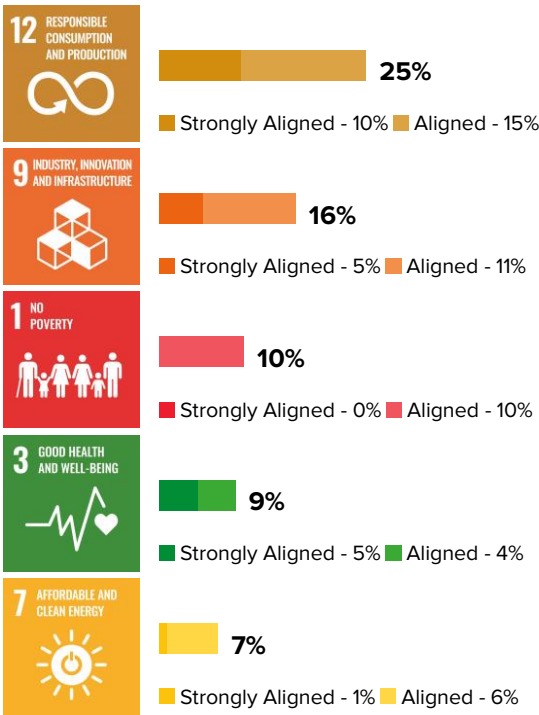 12 RESPONSIBLE
CONSUMPTION
AND PRODUCTION
25%
Strongly Aligned - 10% Aligned - 15%
9 INDUSTRY, INNOVATION
AND INFRASTRUCTURE
16%
Strongly Aligned - 5% Aligned - 11%
1 NO
POVERTY
10%
Strongly Aligned - 0% Aligned - 10%
3 GOOD HEALTH
AND WELL-BEING
9%
Strongly Aligned - 5% Aligned - 4%
7 AFFORDABLE AND
CLEAN ENERGY
7%
Strongly Aligned - 1% Aligned - 6%